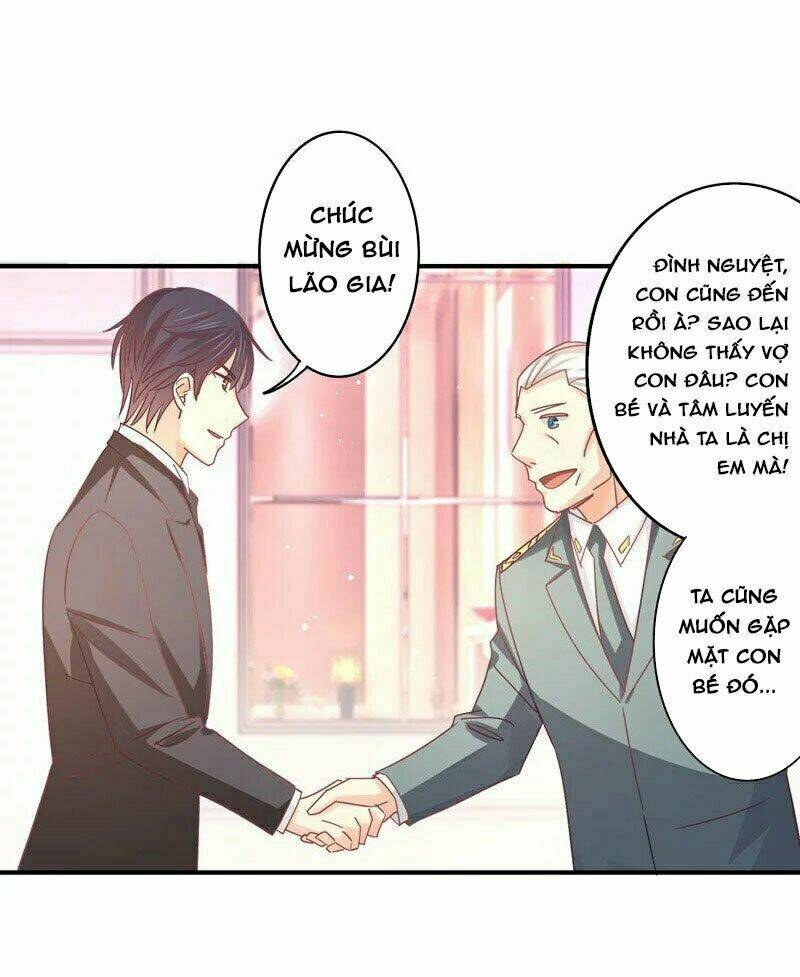 CHÚC
MỪNG BÙI
LÃO GIA!
ĐÌNH NGUYỆT,
CON CŨNG ĐẾN
RỒI À? SAO LẠI
KHÔNG THẤY VỢ
CON ĐÂU? CON
BÉ VÀ TÂM LUYẾN
NHÀ TA LÀ CHỊ
EM MÀ!
TA CŨNG
MUỐN GẶP
MẶT CON
BÉ ĐÓ...